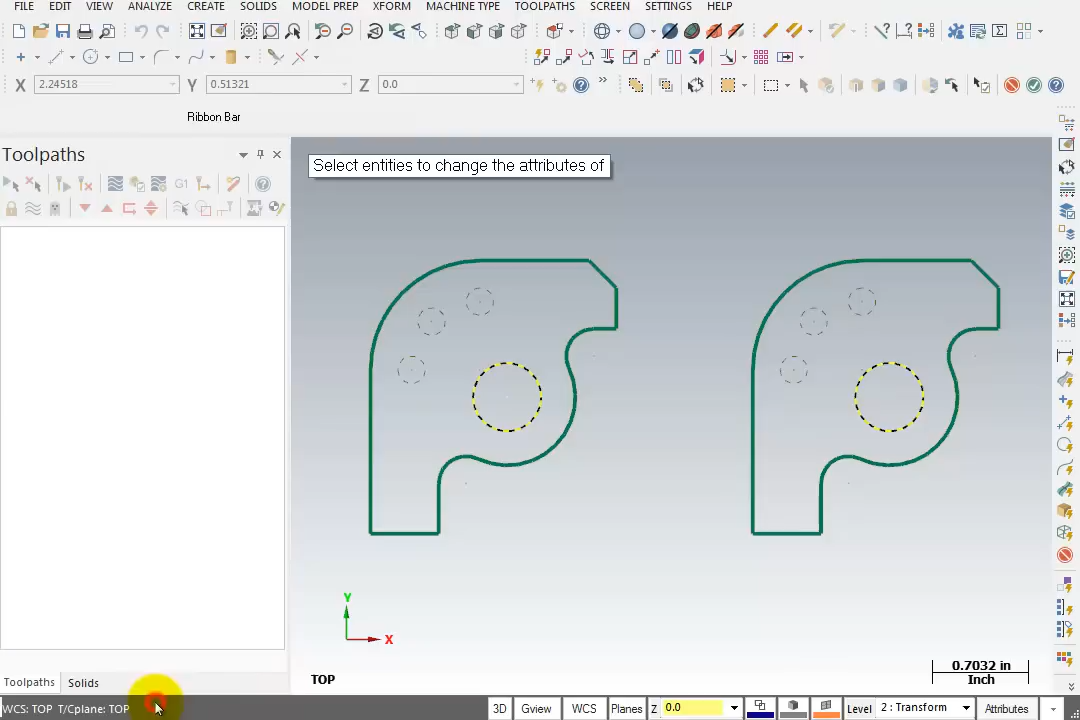 FILE EDIT VIEW ANALYZE CREATE SOLIDS MODEL PREP XFORM MACHINE TYPE TOOLPATHS SCREEN SETTINGS HELP
X 2.24518 Y 0.51321 Z 0.0 »
Ribbon Bar
Toolpaths
Select entities to change the attributes of
G1
Y
X
TOP
0.7032 in
Inch
Toolpaths Solids
WCS: TOP T/Cplane: TOP 3D Gview WCS Planes Z 0.0 Level 2 : Transform Attributes